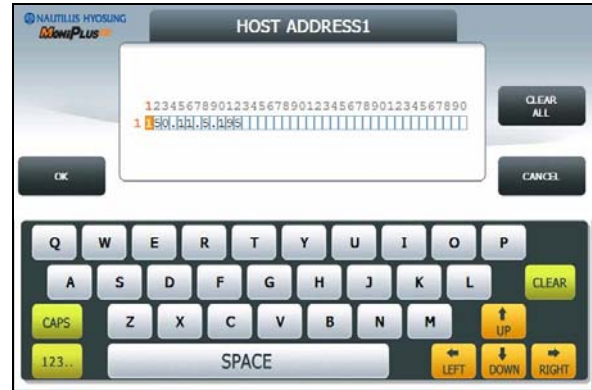 NAUTILUS HYOSUNG
MoniPlus
HOST ADDRESS1
1234567890123456789012345678901234567890
1 150.11.5.195
CLEAR ALL
OK
CANCEL
Q W E R T Y U I O P
A S D F G H J K L CLEAR
CAPS Z X C V B N M UP
123.. SPACE LEFT DOWN RIGHT